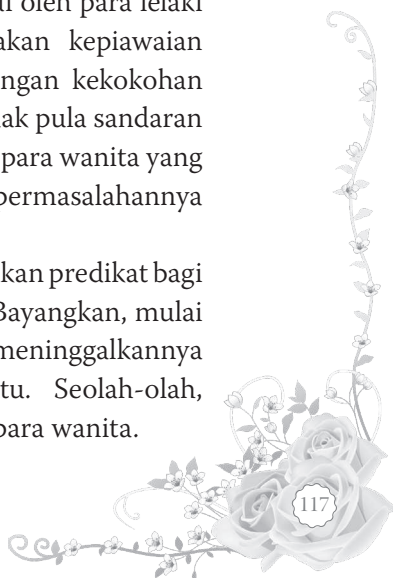 oleh para lelaki
akan kepiawaian
ngan kekokohan
ak pula sandaran
para wanita yang
permasalahannya
kan predikat bagi
Bayangkan, mulai
meninggalkannya
tu. Seolah-olah,
para wanita.
117